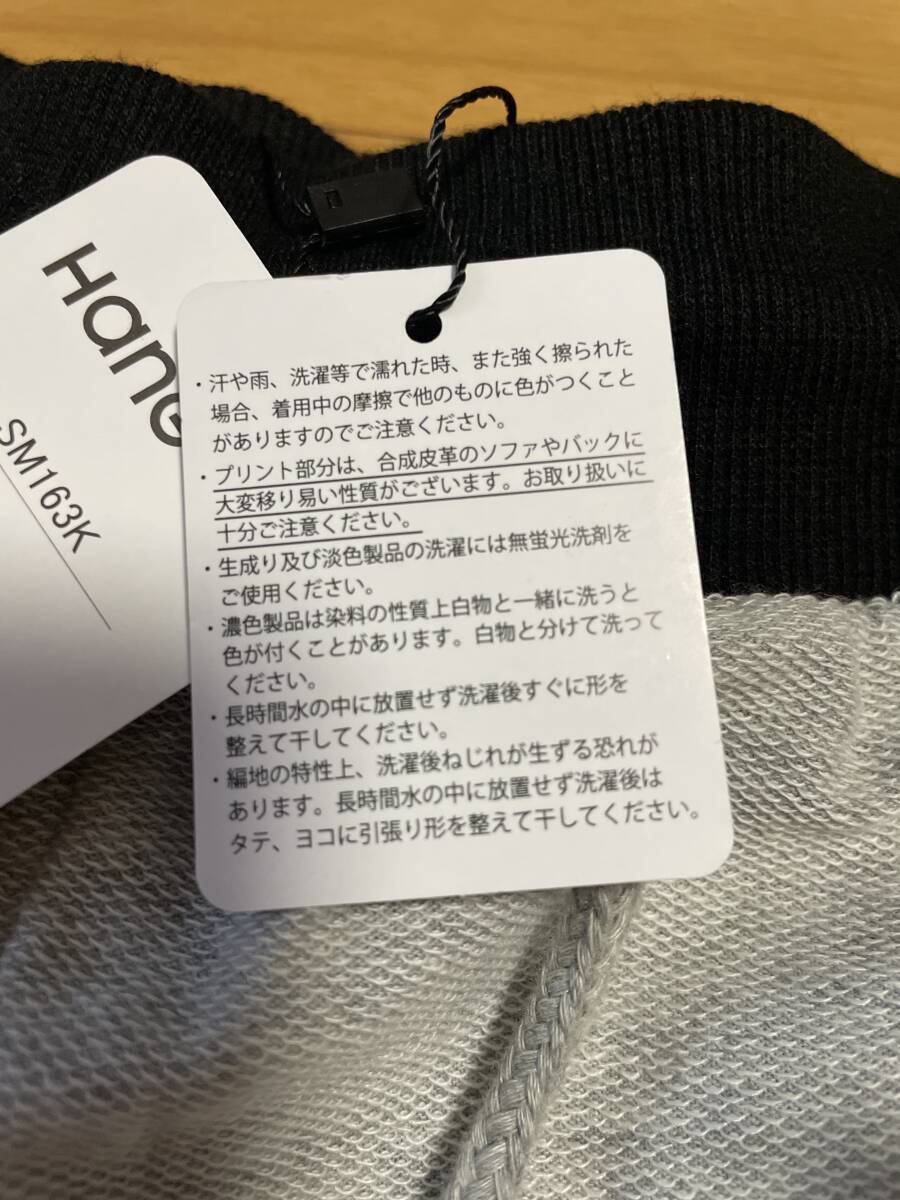 Hane
SM163K
・汗や雨、洗濯等で濡れた時、また強く擦られた
場合、着用中の摩擦で他のものに色がつくこと
がありますのでご注意ください。
・プリント部分は、合成皮革のソファやバックに
大変移り易い性質がございます。お取り扱いに
十分ご注意ください。
・生成り及び淡色製品の洗濯には無蛍光洗剤を
ご使用ください。
・濃色製品は染料の性質上白物と一緒に洗うと
色が付くことがあります。白物と分けて洗って
ください。
・長時間水の中に放置せず洗濯後すぐに形を
整えて干してください。
・編地の特性上、洗濯後ねじれが生ずる恐れが
あります。長時間水の中に放置せず洗濯後は
タテ、ヨコに引張り形を整えて干してください。